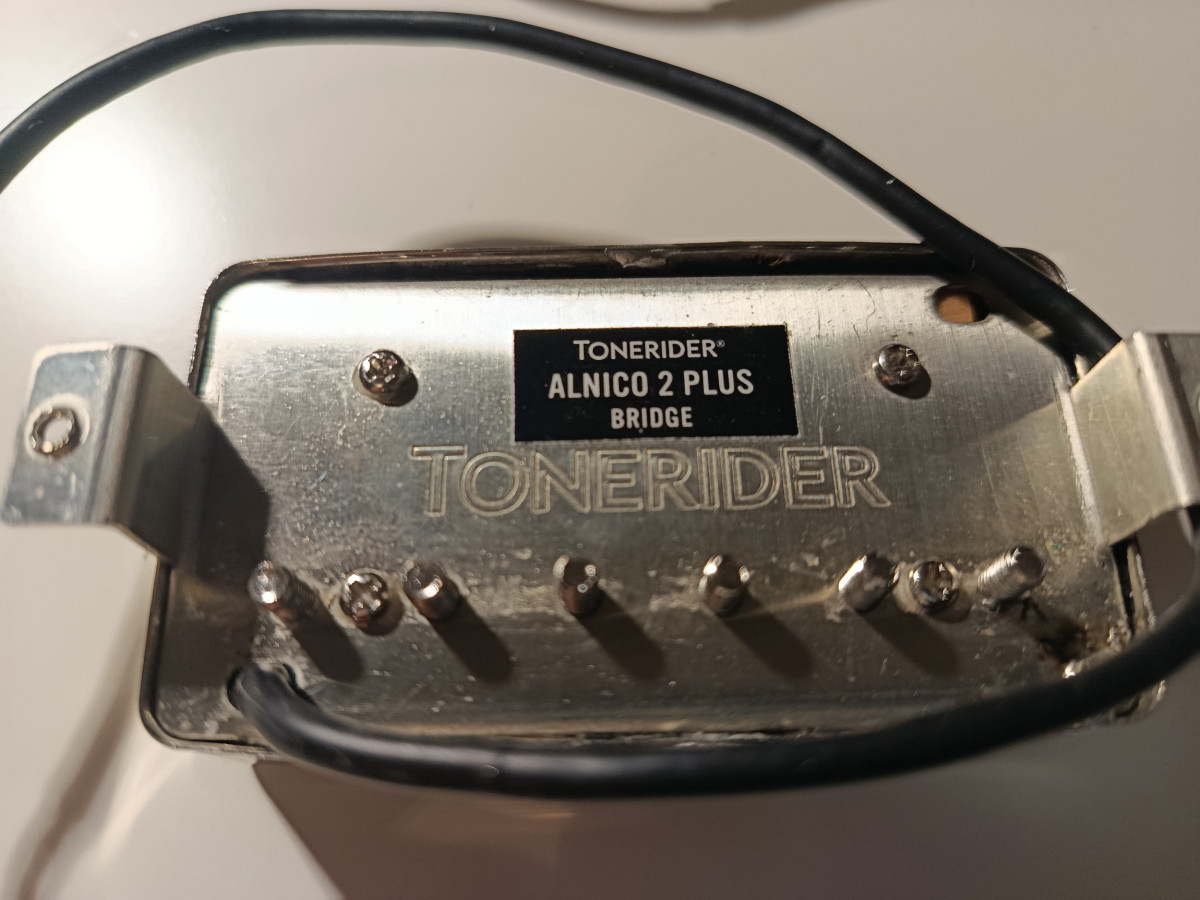 TONERIDER®
ALNICO 2 PLUS
BRIDGE
TONERIDER